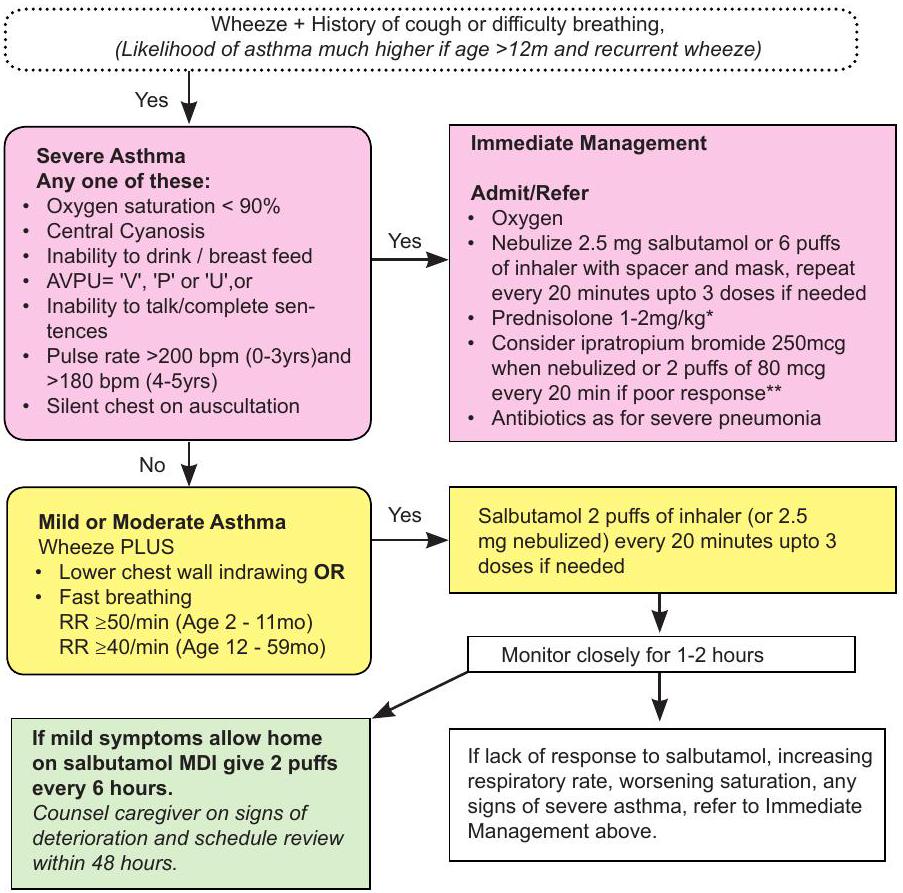 Wheeze + History of cough or difficulty breathing,
(Likelihood of asthma much higher if age >12m and recurrent wheeze)
Yes
Severe Asthma
Any one of these:
• Oxygen saturation < 90%
• Central Cyanosis
• Inability to drink / breast feed
• AVPU= 'V', 'P' or 'U',or
• Inability to talk/complete sen-
tences
• Pulse rate >200 bpm (0-3yrs)and
>180 bpm (4-5yrs)
• Silent chest on auscultation
Yes
Immediate Management
Admit/Refer
• Oxygen
• Nebulize 2.5 mg salbutamol or 6 puffs
of inhaler with spacer and mask, repeat
every 20 minutes upto 3 doses if needed
• Prednisolone 1-2mg/kg*
• Consider ipratropium bromide 250mcg
when nebulized or 2 puffs of 80 mcg
every 20 min if poor response**
• Antibiotics as for severe pneumonia
No
Mild or Moderate Asthma
Wheeze PLUS
• Lower chest wall indrawing OR
• Fast breathing
RR ≥50/min (Age 2 - 11mo)
RR ≥40/min (Age 12 - 59mo)
Yes
Salbutamol 2 puffs of inhaler (or 2.5
mg nebulized) every 20 minutes upto 3
doses if needed
Monitor closely for 1-2 hours
If mild symptoms allow home
on salbutamol MDI give 2 puffs
every 6 hours.
Counsel caregiver on signs of
deterioration and schedule review
within 48 hours.
If lack of response to salbutamol, increasing
respiratory rate, worsening saturation, any
signs of severe asthma, refer to Immediate
Management above.